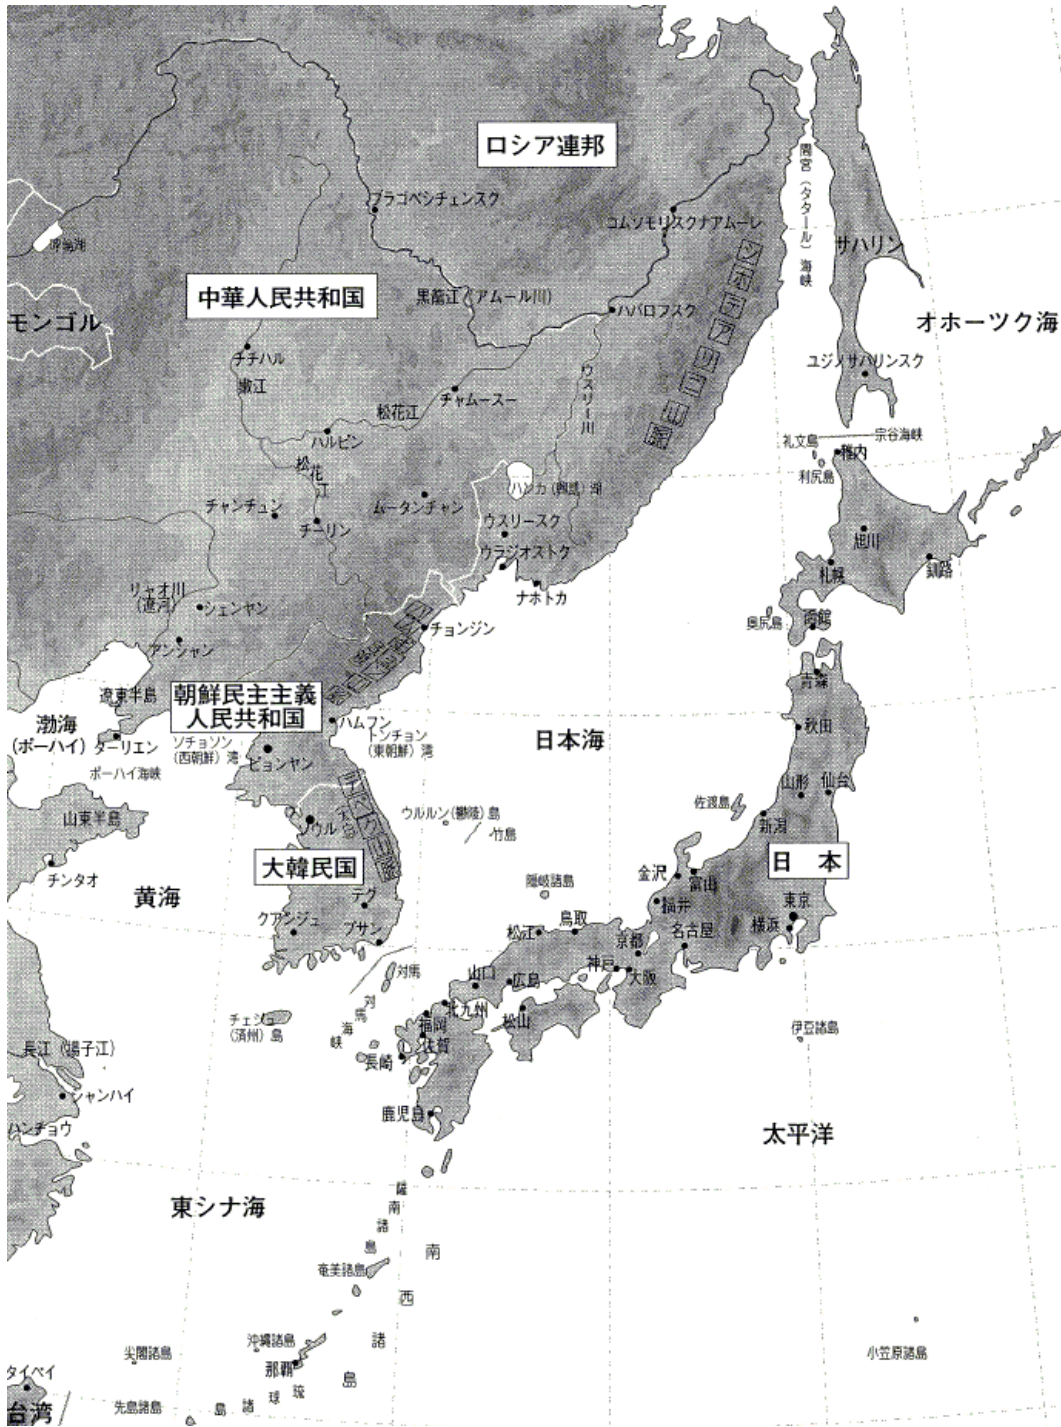 ロシア連邦
間宮（タタール）海峡
ブラゴベシチェンスク
コムソモリスクナアムーレ
サハリン
呼倫湖
シホテアリニ山脈
中華人民共和国
黒龍江（アムール川）
ハバロフスク
モンゴル
オホーツク海
チチハル
嫩江
ユジノサハリンスク
ウスリー川
チャムースー
松花江
ハルビン
礼文島
宗谷海峡
稚内
利尻島
松花江
ハンカ（興凱）湖
チャンチュン
ムータンチャン
チーリン
ウスリースク
旭川
ウラジオストク
札幌
釧路
ナホトカ
リャオ川
（遼河）
シェンヤン
奥尻島
函館
チョンジン
アンシャン
青森
遼東半島
朝鮮民主主義
人民共和国
ハムフン
渤海
（ボーハイ）
ターリエン
ソチョソン
（西朝鮮）湾
トンチョン
（東朝鮮）湾
日本海
秋田
ピョンヤン
ボーハイ海峡
山形
仙台
佐渡島
山東半島
ソウル
テベク山脈
ウルルン（鬱陵）島
竹島
新潟
大韓民国
日　本
チンタオ
金沢
富山
黄海
隠岐諸島
テグ
福井
東京
クアンジュ
プサン
松江
鳥取
京都
名古屋
横浜
対馬
山口
広島
神戸
大阪
対馬海峡
北九州
チェジュ
（済州）島
福岡
松山
伊豆諸島
佐賀
長江（揚子江）
長崎
シャンハイ
鹿児島
ハンチョウ
太平洋
東シナ海
薩南諸島
南西諸島
奄美諸島
沖縄諸島
尖閣諸島
小笠原諸島
那覇
タイペイ
琉球諸島
先島諸島
台湾